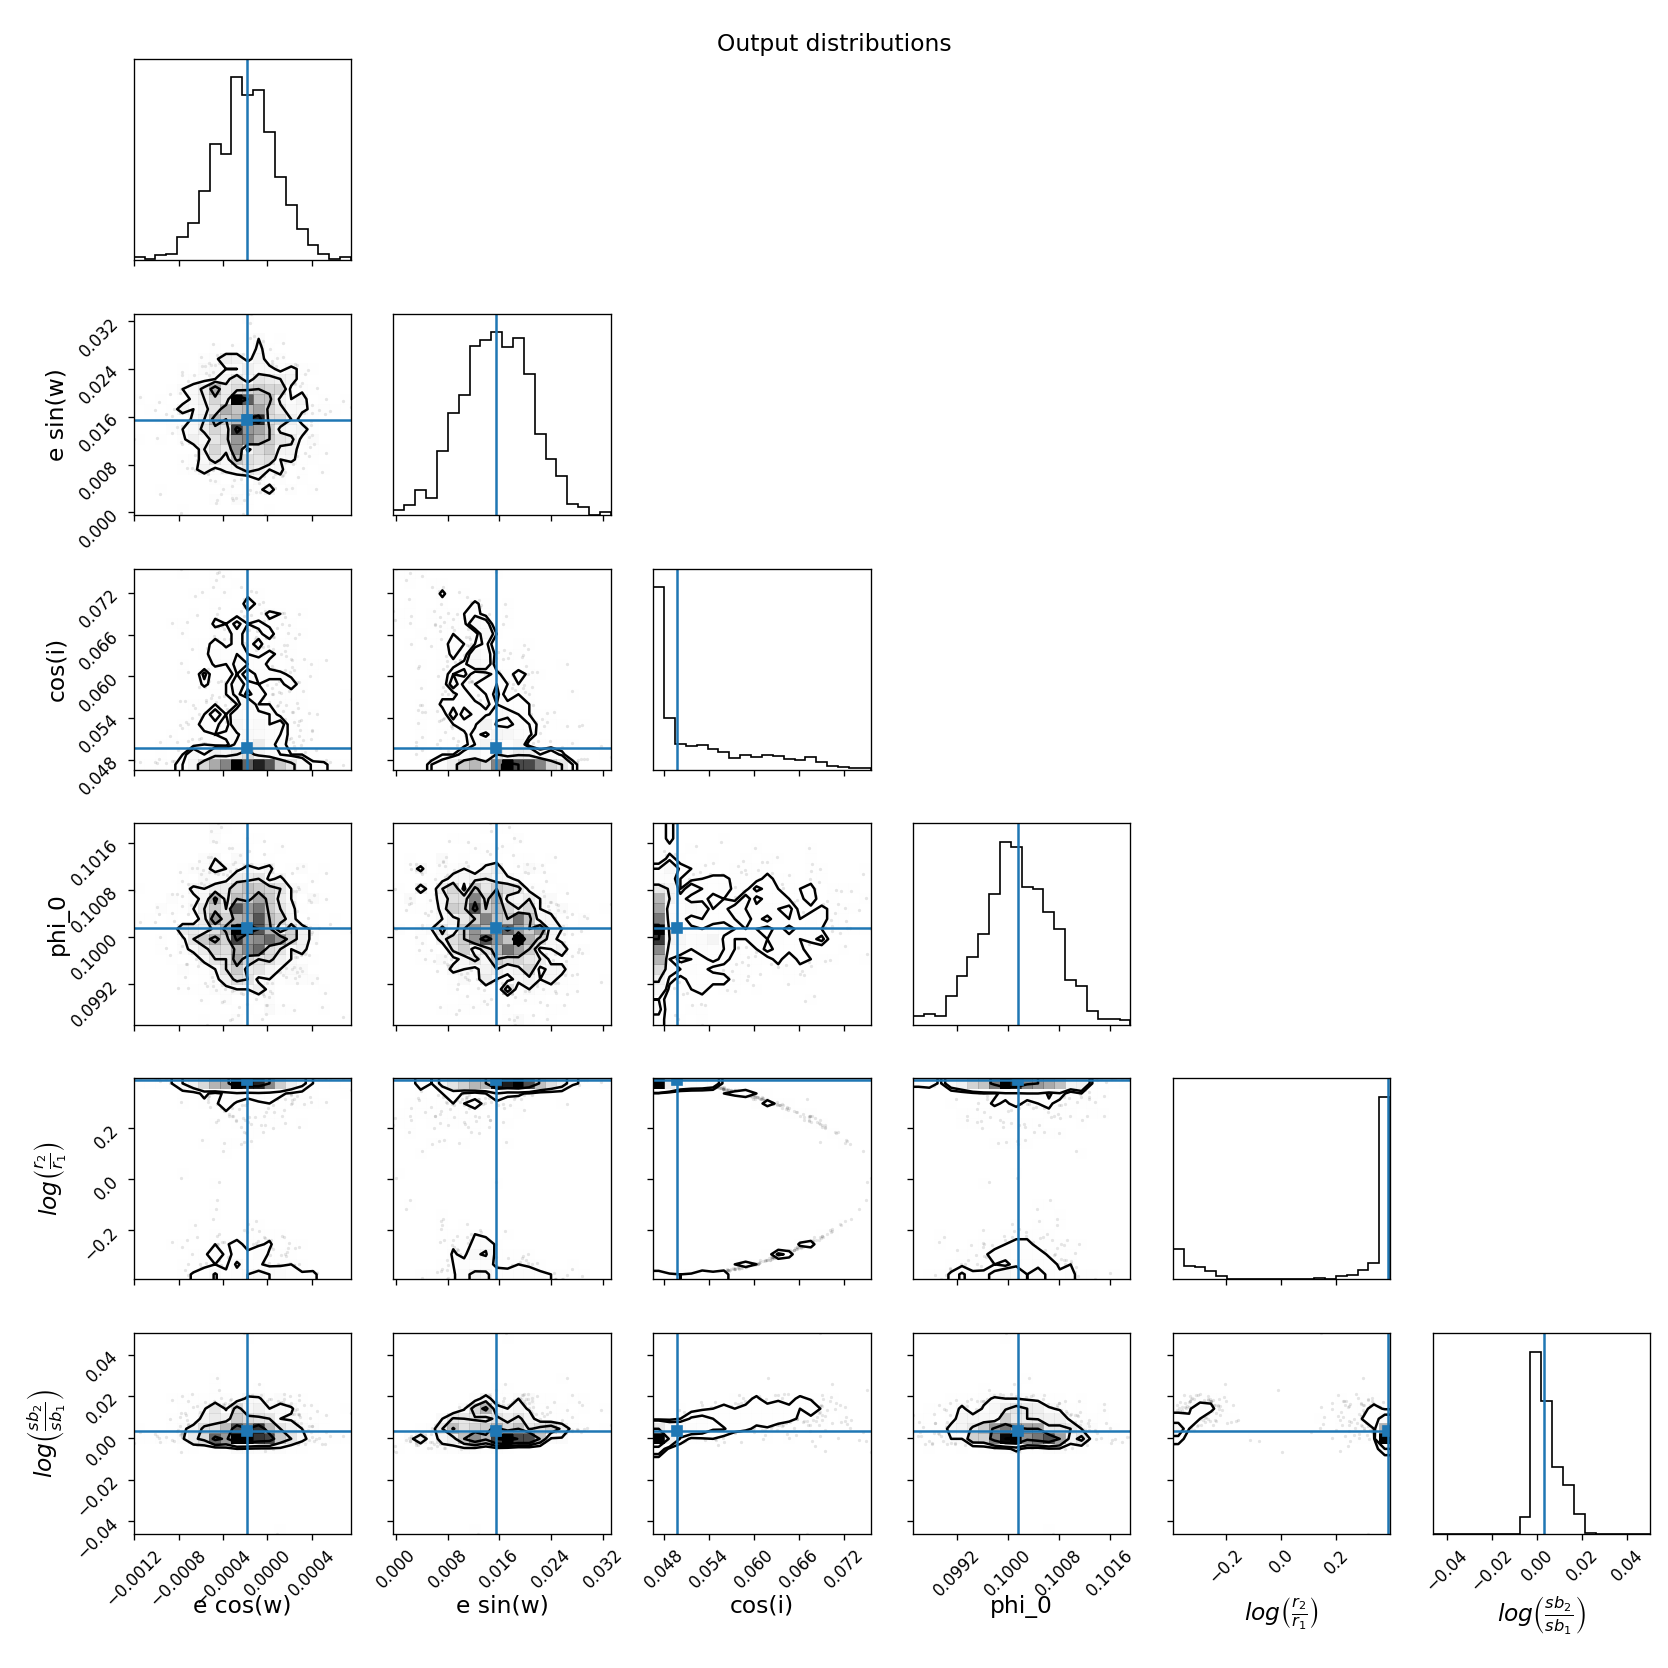 Output distributions
0.032
0.024
0.016
0.008
0.000
e sin(w)
0.072
0.066
0.060
0.054
0.048
cos(i)
0.1016
0.1008
0.1000
0.0992
phi_0
0.2
0.0
−0.2
log(r₂/r₁)
0.04
0.02
0.00
−0.02
−0.04
log(sb₂/sb₁)
−0.0012 −0.0008 −0.0004 −0.0000 0.0004
0.000 0.008 0.016 0.024 0.032
0.048 0.054 0.060 0.066 0.072
0.0992 0.1000 0.1008 0.1016
−0.2 0.0 0.2
−0.04 −0.02 0.00 0.02 0.04
e cos(w) e sin(w) cos(i) phi_0 log(r₂/r₁) log(sb₂/sb₁)